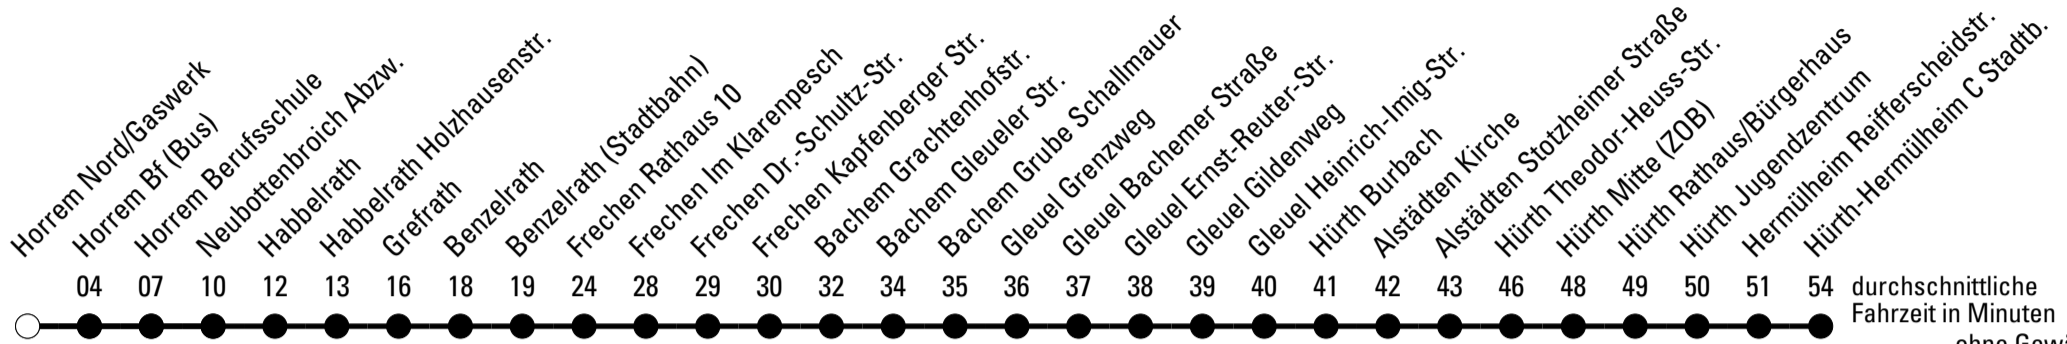 Horrem Nord/Gaswerk
Horrem Bf (Bus)
Horrem Berufsschule
Neubottenbroich Abzw.
Habbelrath
Habbelrath Holzhausenstr.
Grefrath
Benzelrath
Benzelrath (Stadtbahn)
Frechen Rathaus 10
Frechen Im Klarenpesch
Frechen Dr.-Schultz-Str.
Frechen Kapfenberger Str.
Bachem Grachtenhofstr.
Bachem Gleueler Str.
Bachem Grube Schallmauer
Gleuel Grenzweg
Gleuel Bachemer Straße
Gleuel Ernst-Reuter-Str.
Gleuel Gildenweg
Gleuel Heinrich-Imig-Str.
Hürth Burbach
Alstädten Kirche
Alstädten Stotzheimer Straße
Hürth Theodor-Heuss-Str.
Hürth Mitte (ZOB)
Hürth Rathaus/Bürgerhaus
Hürth Jugendzentrum
Hermülheim Reifferscheidstr.
Hürth-Hermülheim C Stadtb.
04 07 10 12 13 16 18 19 24 28 29 30 32 34 35 36 37 38 39 40 41 42 43 46 48 49 50 51 54 durchschnittliche
Fahrzeit in Minuten
ohne